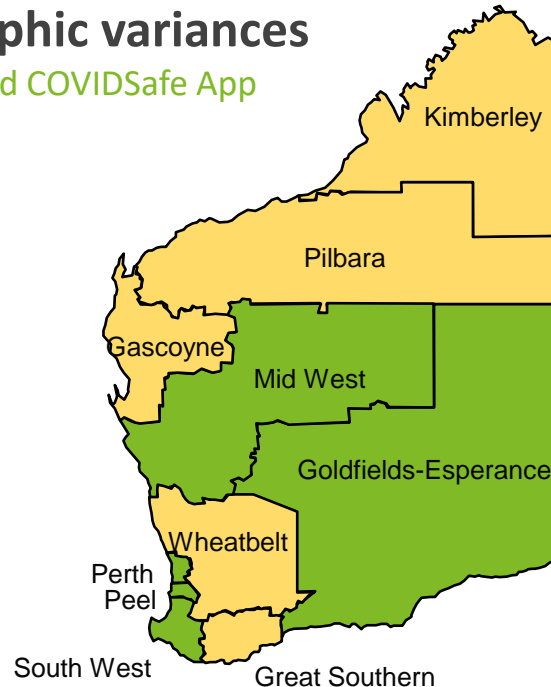 phic variances
d COVIDSafe App
Kimberley
Pilbara
Gascoyne
Mid West
Goldfields-Esperance
Wheatbelt
Perth
Peel
South West
Great Southern